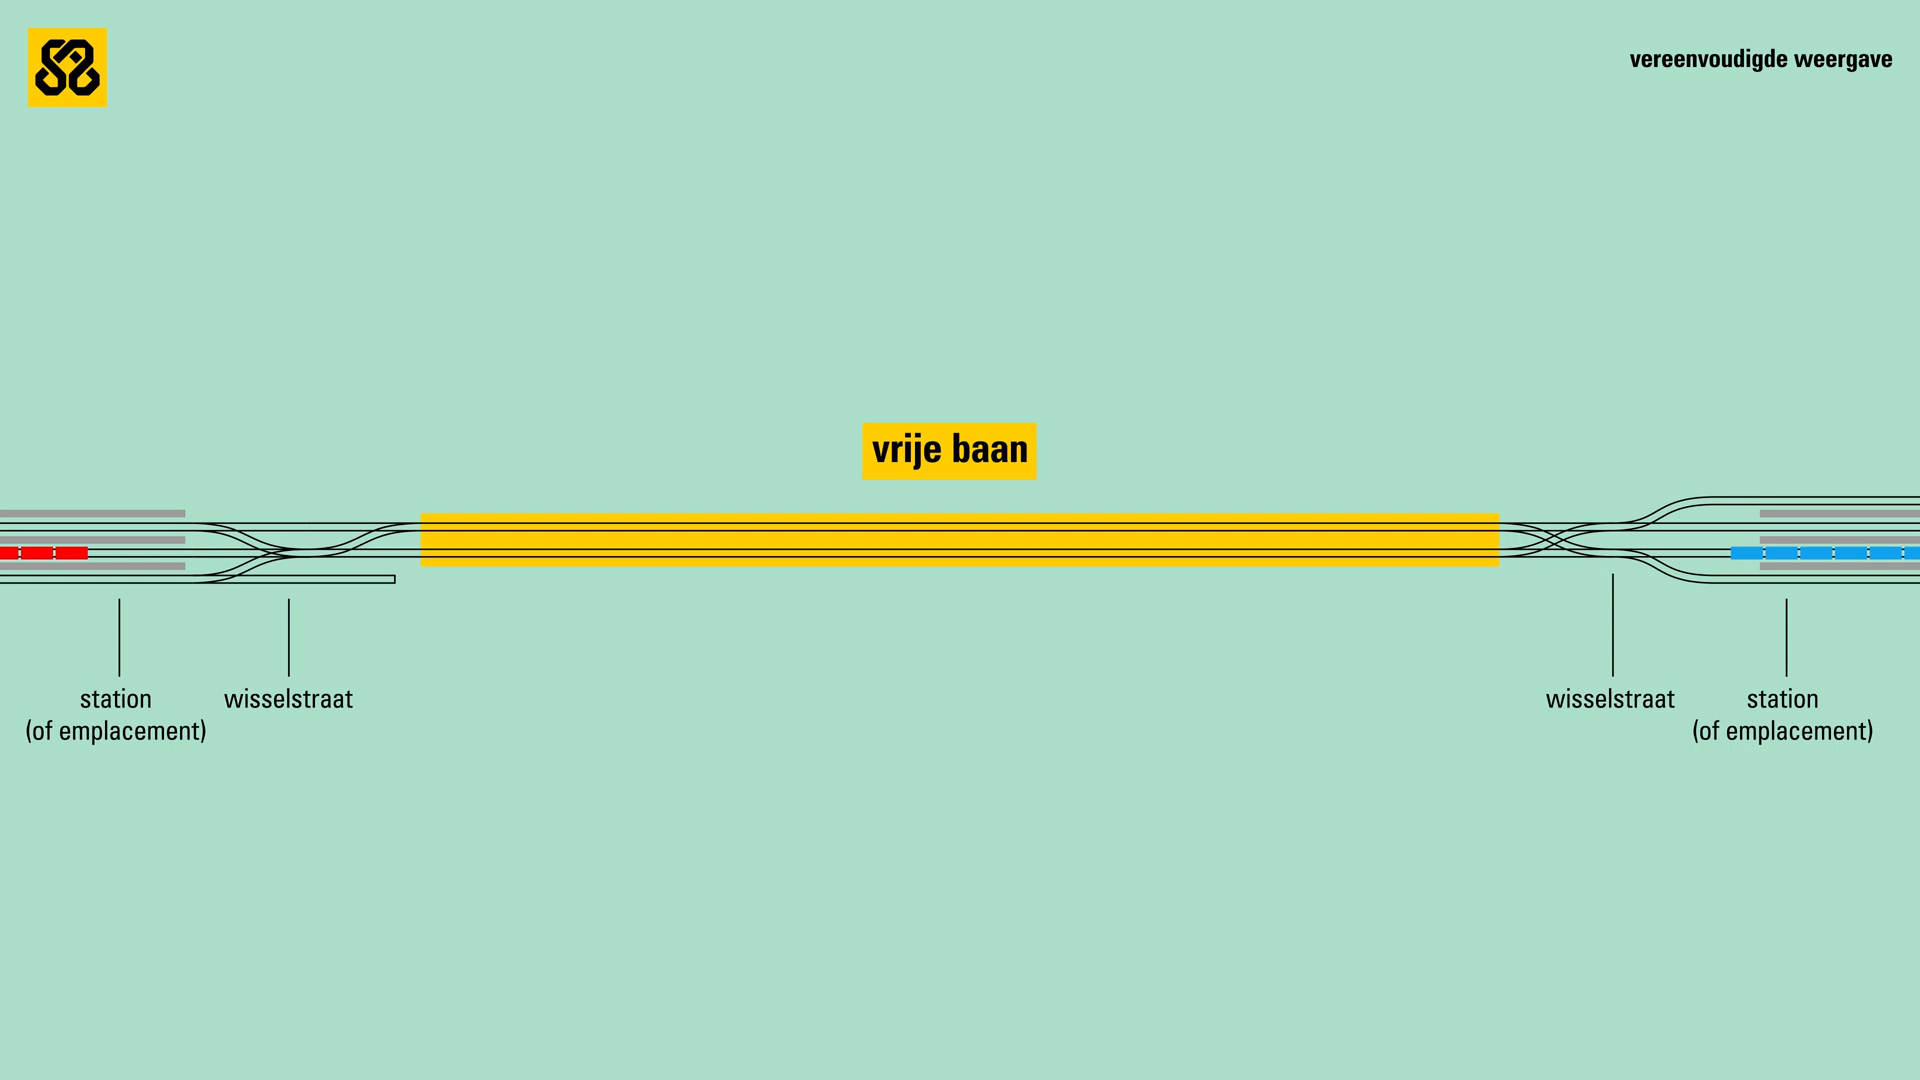 vereenvoudigde weergave
vrije baan
station
(of emplacement)
wisselstraat
wisselstraat
station
(of emplacement)